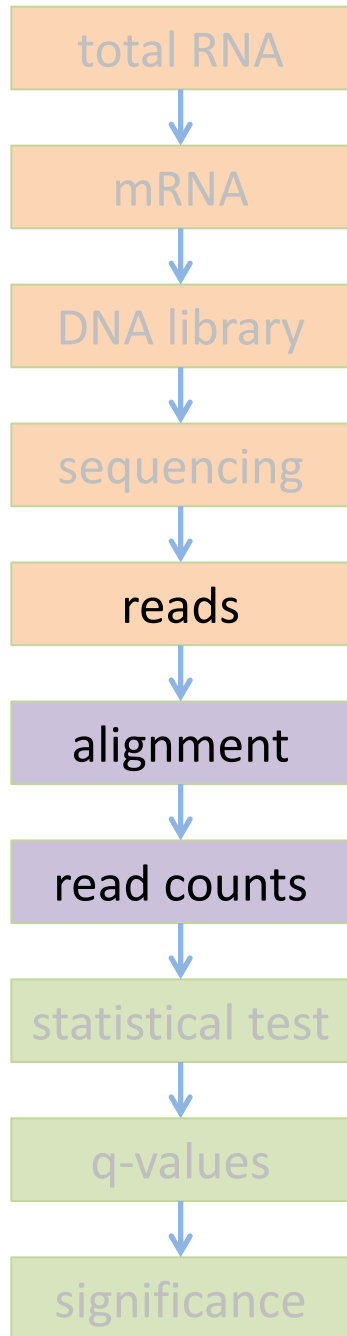 total RNA
mRNA
DNA library
sequencing
reads
alignment
read counts
statistical test
q-values
significance